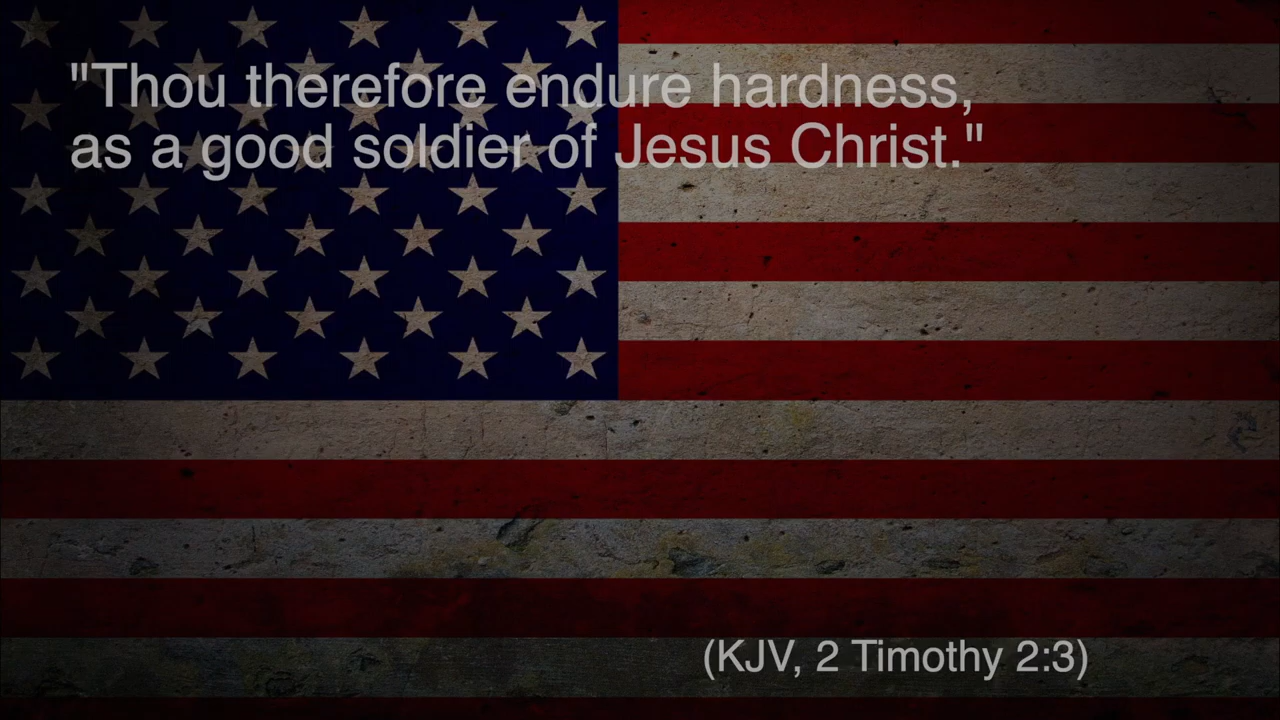 "Thou therefore endure hardness,
as a good soldier of Jesus Christ."
(KJV, 2 Timothy 2:3)